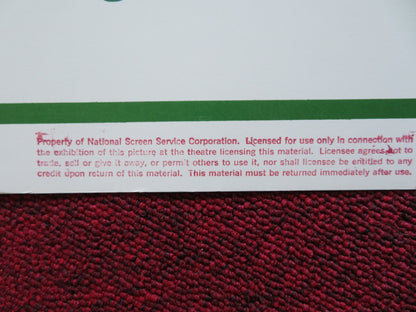 Property of National Screen Service Corporation. Licensed for use only in connection with
the exhibition of this picture at the theatre licensing this material. Licensee agrees not to
trade, sell or give it away, or permit others to use it, nor shall licensee be entitled to any
credit upon return of this material. This material must be returned immediately after use.